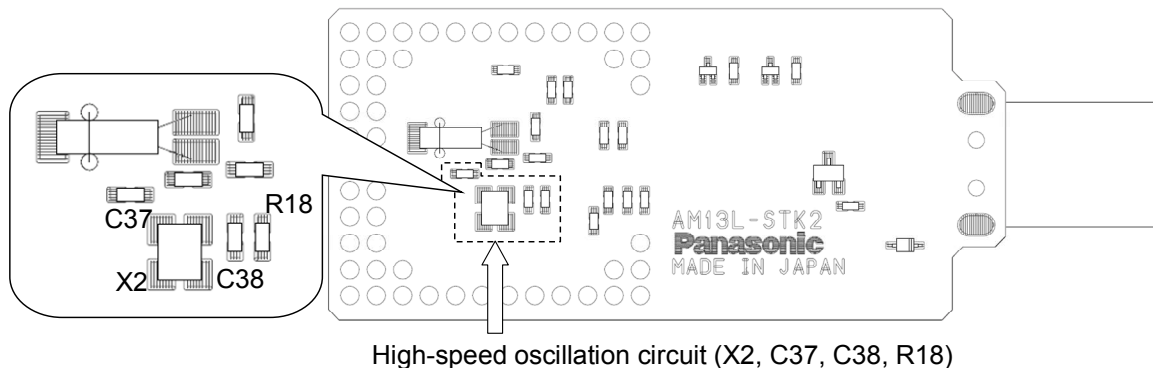 C37
R18
X2
C38
AM13L-STK2
Panasonic
MADE IN JAPAN
High-speed oscillation circuit (X2, C37, C38, R18)